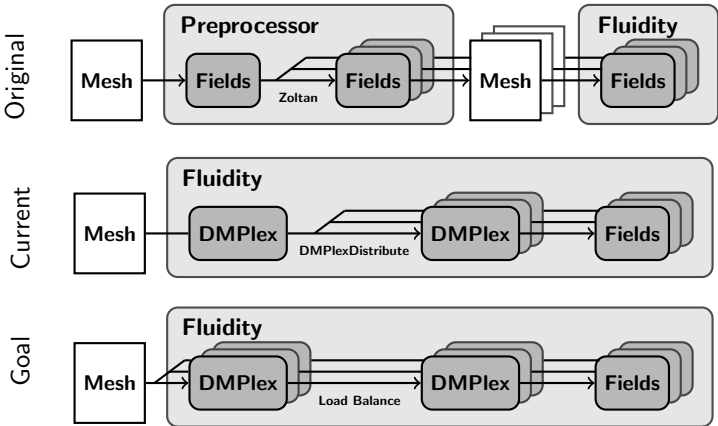 Original
Preprocessor
Fluidity
Mesh
Fields
Zoltan
Fields
Mesh
Fields
Current
Fluidity
Mesh
DMPlex
DMPlexDistribute
DMPlex
Fields
Goal
Fluidity
Mesh
DMPlex
Load Balance
DMPlex
Fields